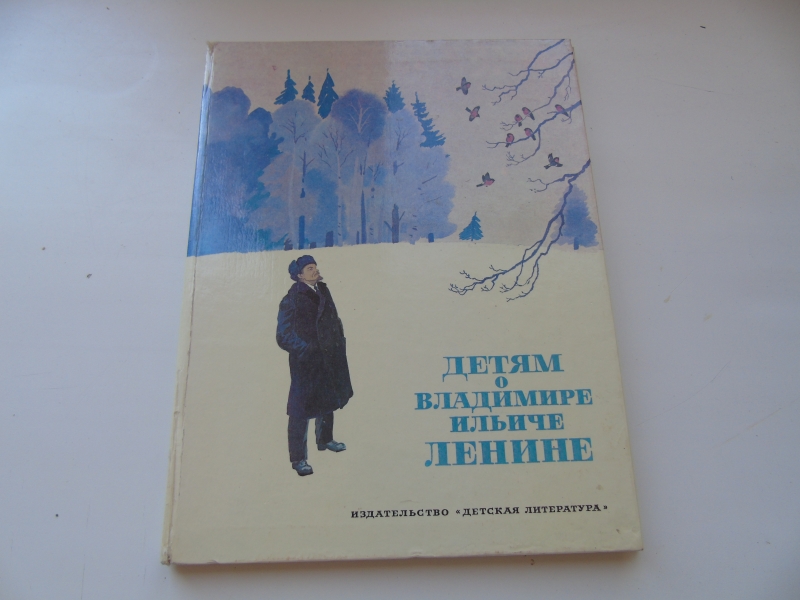 ДЕТЯМ
О
ВЛАДИМИРЕ
ИЛЬИЧЕ
ЛЕНИНЕ
ИЗДАТЕЛЬСТВО «ДЕТСКАЯ ЛИТЕРАТУРА»